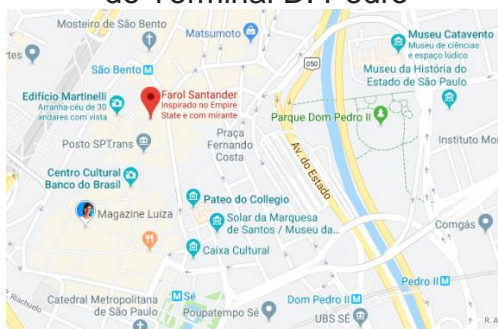 do Terminal D. Pedro
Mosteiro de São Bento
Matsumoto
Museu Catavento
Museu de ciências
e espaço lúdico
São Bento M
050
Museu da História do
Estado de São Paulo
Edifício Martinelli
Arranha-céu de 30
andares com vista
Farol Santander
Inspirado no Empire
State e com mirante
Parque Dom Pedro II
Posto SPTrans
Praça
Fernando
Costa
Av. do Estado
Centro Cultural
Banco do Brasil
Pateo do Collegio
Magazine Luiza
Solar da Marquesa
de Santos / Museu da...
Comgás
Caixa Cultural
Pedro II M
Riachuelo
Catedral Metropolitana
de São Paulo
M Sé
Poupatempo Sé
Dom Pedro II
UBS SÉ